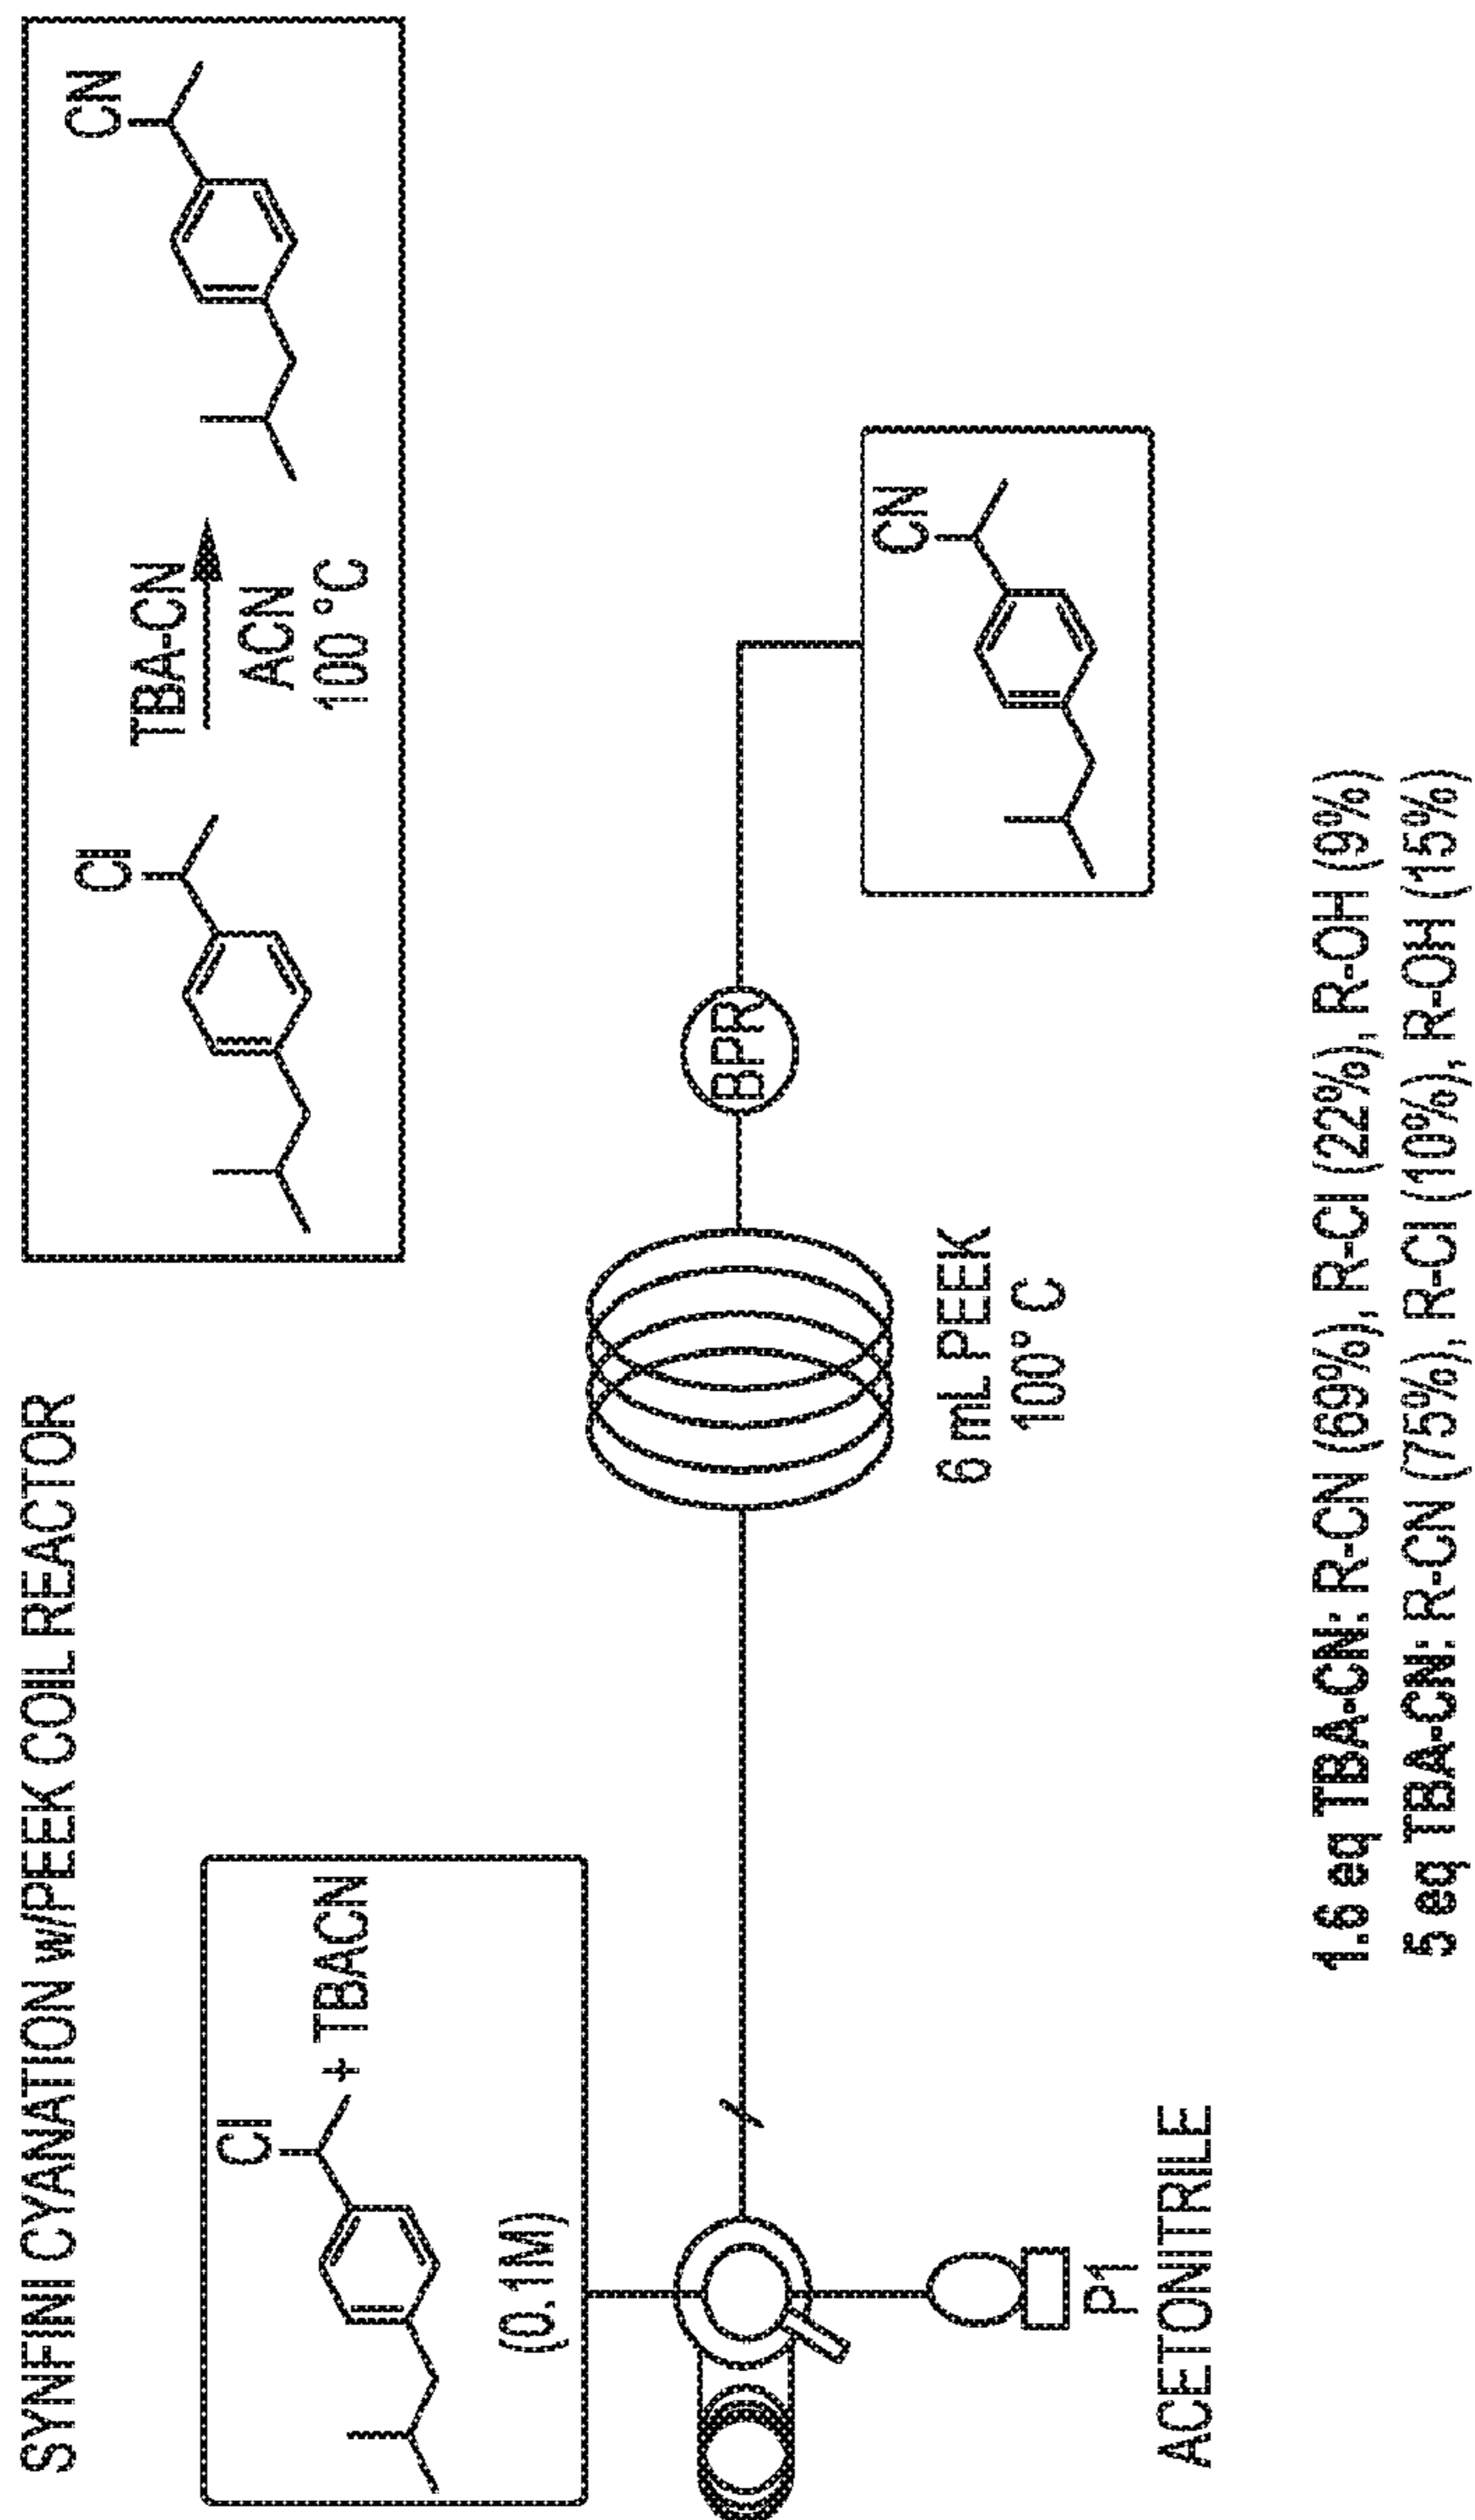 SYNFINI CYANATION w/PEEK COIL REACTOR
Cl
TBA-CN
ACN
100 °C
CN
Cl
+ TBACN
(0.1M)
P1
ACETONITRILE
6 mL PEEK
100° C
BPR
CN
1.6 eq TBA-CN: R-CN (69%), R-Cl (22%), R-OH (9%)
5 eq TBA-CN: R-CN (75%), R-Cl (10%), R-OH (15%)